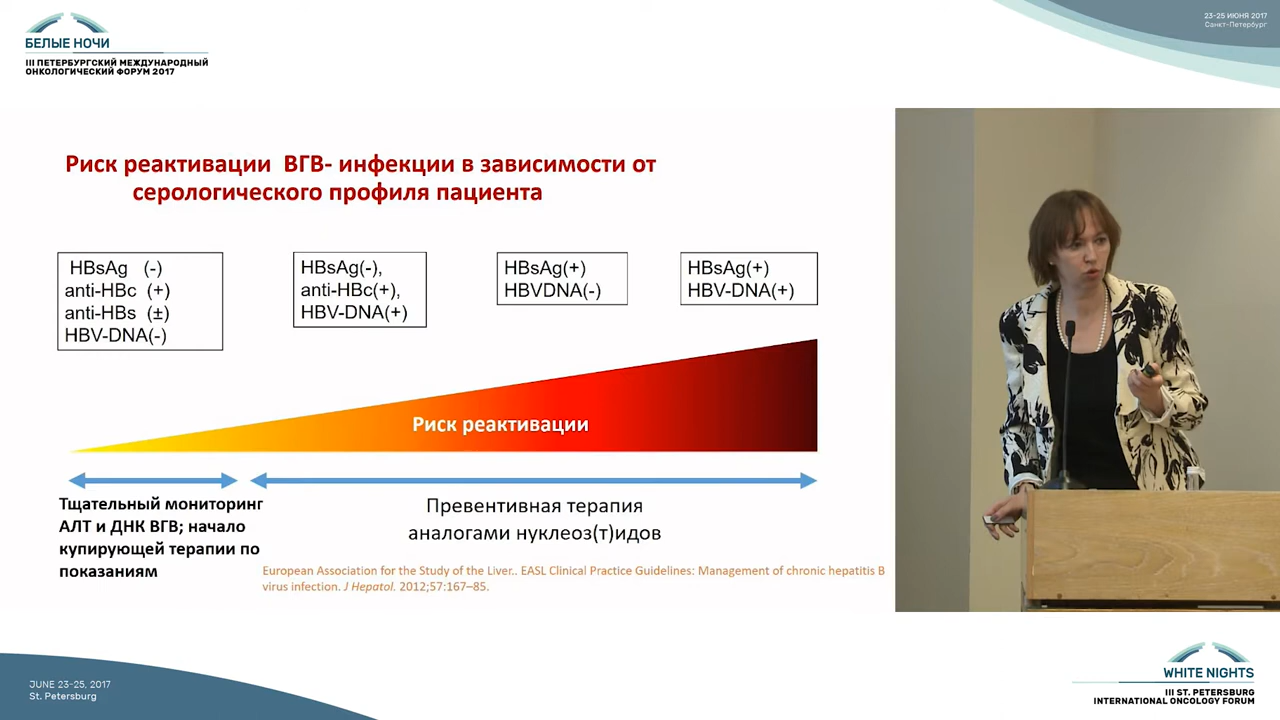 БЕЛЫЕ НОЧИ
III ПЕТЕРБУРГСКИЙ МЕЖДУНАРОДНЫЙ
ОНКОЛОГИЧЕСКИЙ ФОРУМ 2017
23-25 ИЮНЯ 2017
Санкт-Петербург
Риск реактивации ВГВ- инфекции в зависимости от
серологического профиля пациента
HBsAg (-)
anti-HBc (+)
anti-HBs (±)
HBV-DNA(-)
HBsAg(-),
anti-HBc(+),
HBV-DNA(+)
HBsAg(+)
HBVDNA(-)
HBsAg(+)
HBV-DNA(+)
Риск реактивации
Тщательный мониторинг
АЛТ и ДНК ВГВ; начало
купирующей терапии по
показаниям
Превентивная терапия
аналогами нуклеоз(т)идов
European Association for the Study of the Liver.. EASL Clinical Practice Guidelines: Management of chronic hepatitis B
virus infection. J Hepatol. 2012;57:167–85.
JUNE 23-25, 2017
St. Petersburg
WHITE NIGHTS
III ST. PETERSBURG
INTERNATIONAL ONCOLOGY FORUM